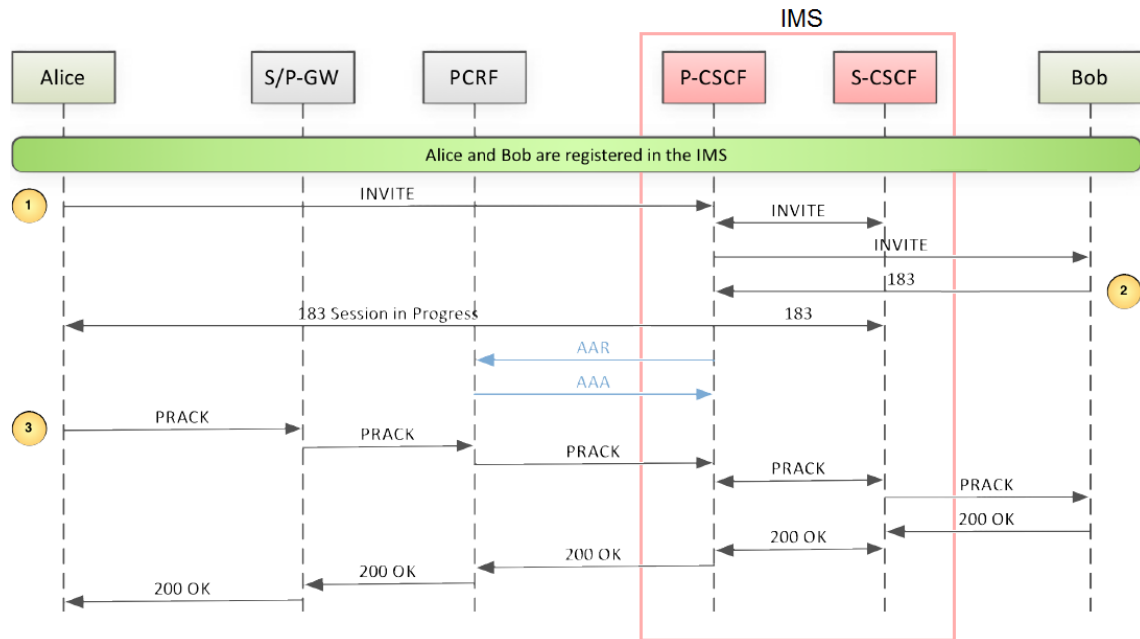 IMS
Alice
S/P-GW
PCRF
P-CSCF
S-CSCF
Bob
Alice and Bob are registered in the IMS
1
INVITE
INVITE
INVITE
183
2
183 Session in Progress
183
AAR
AAA
3
PRACK
PRACK
PRACK
PRACK
PRACK
200 OK
200 OK
200 OK
200 OK
200 OK